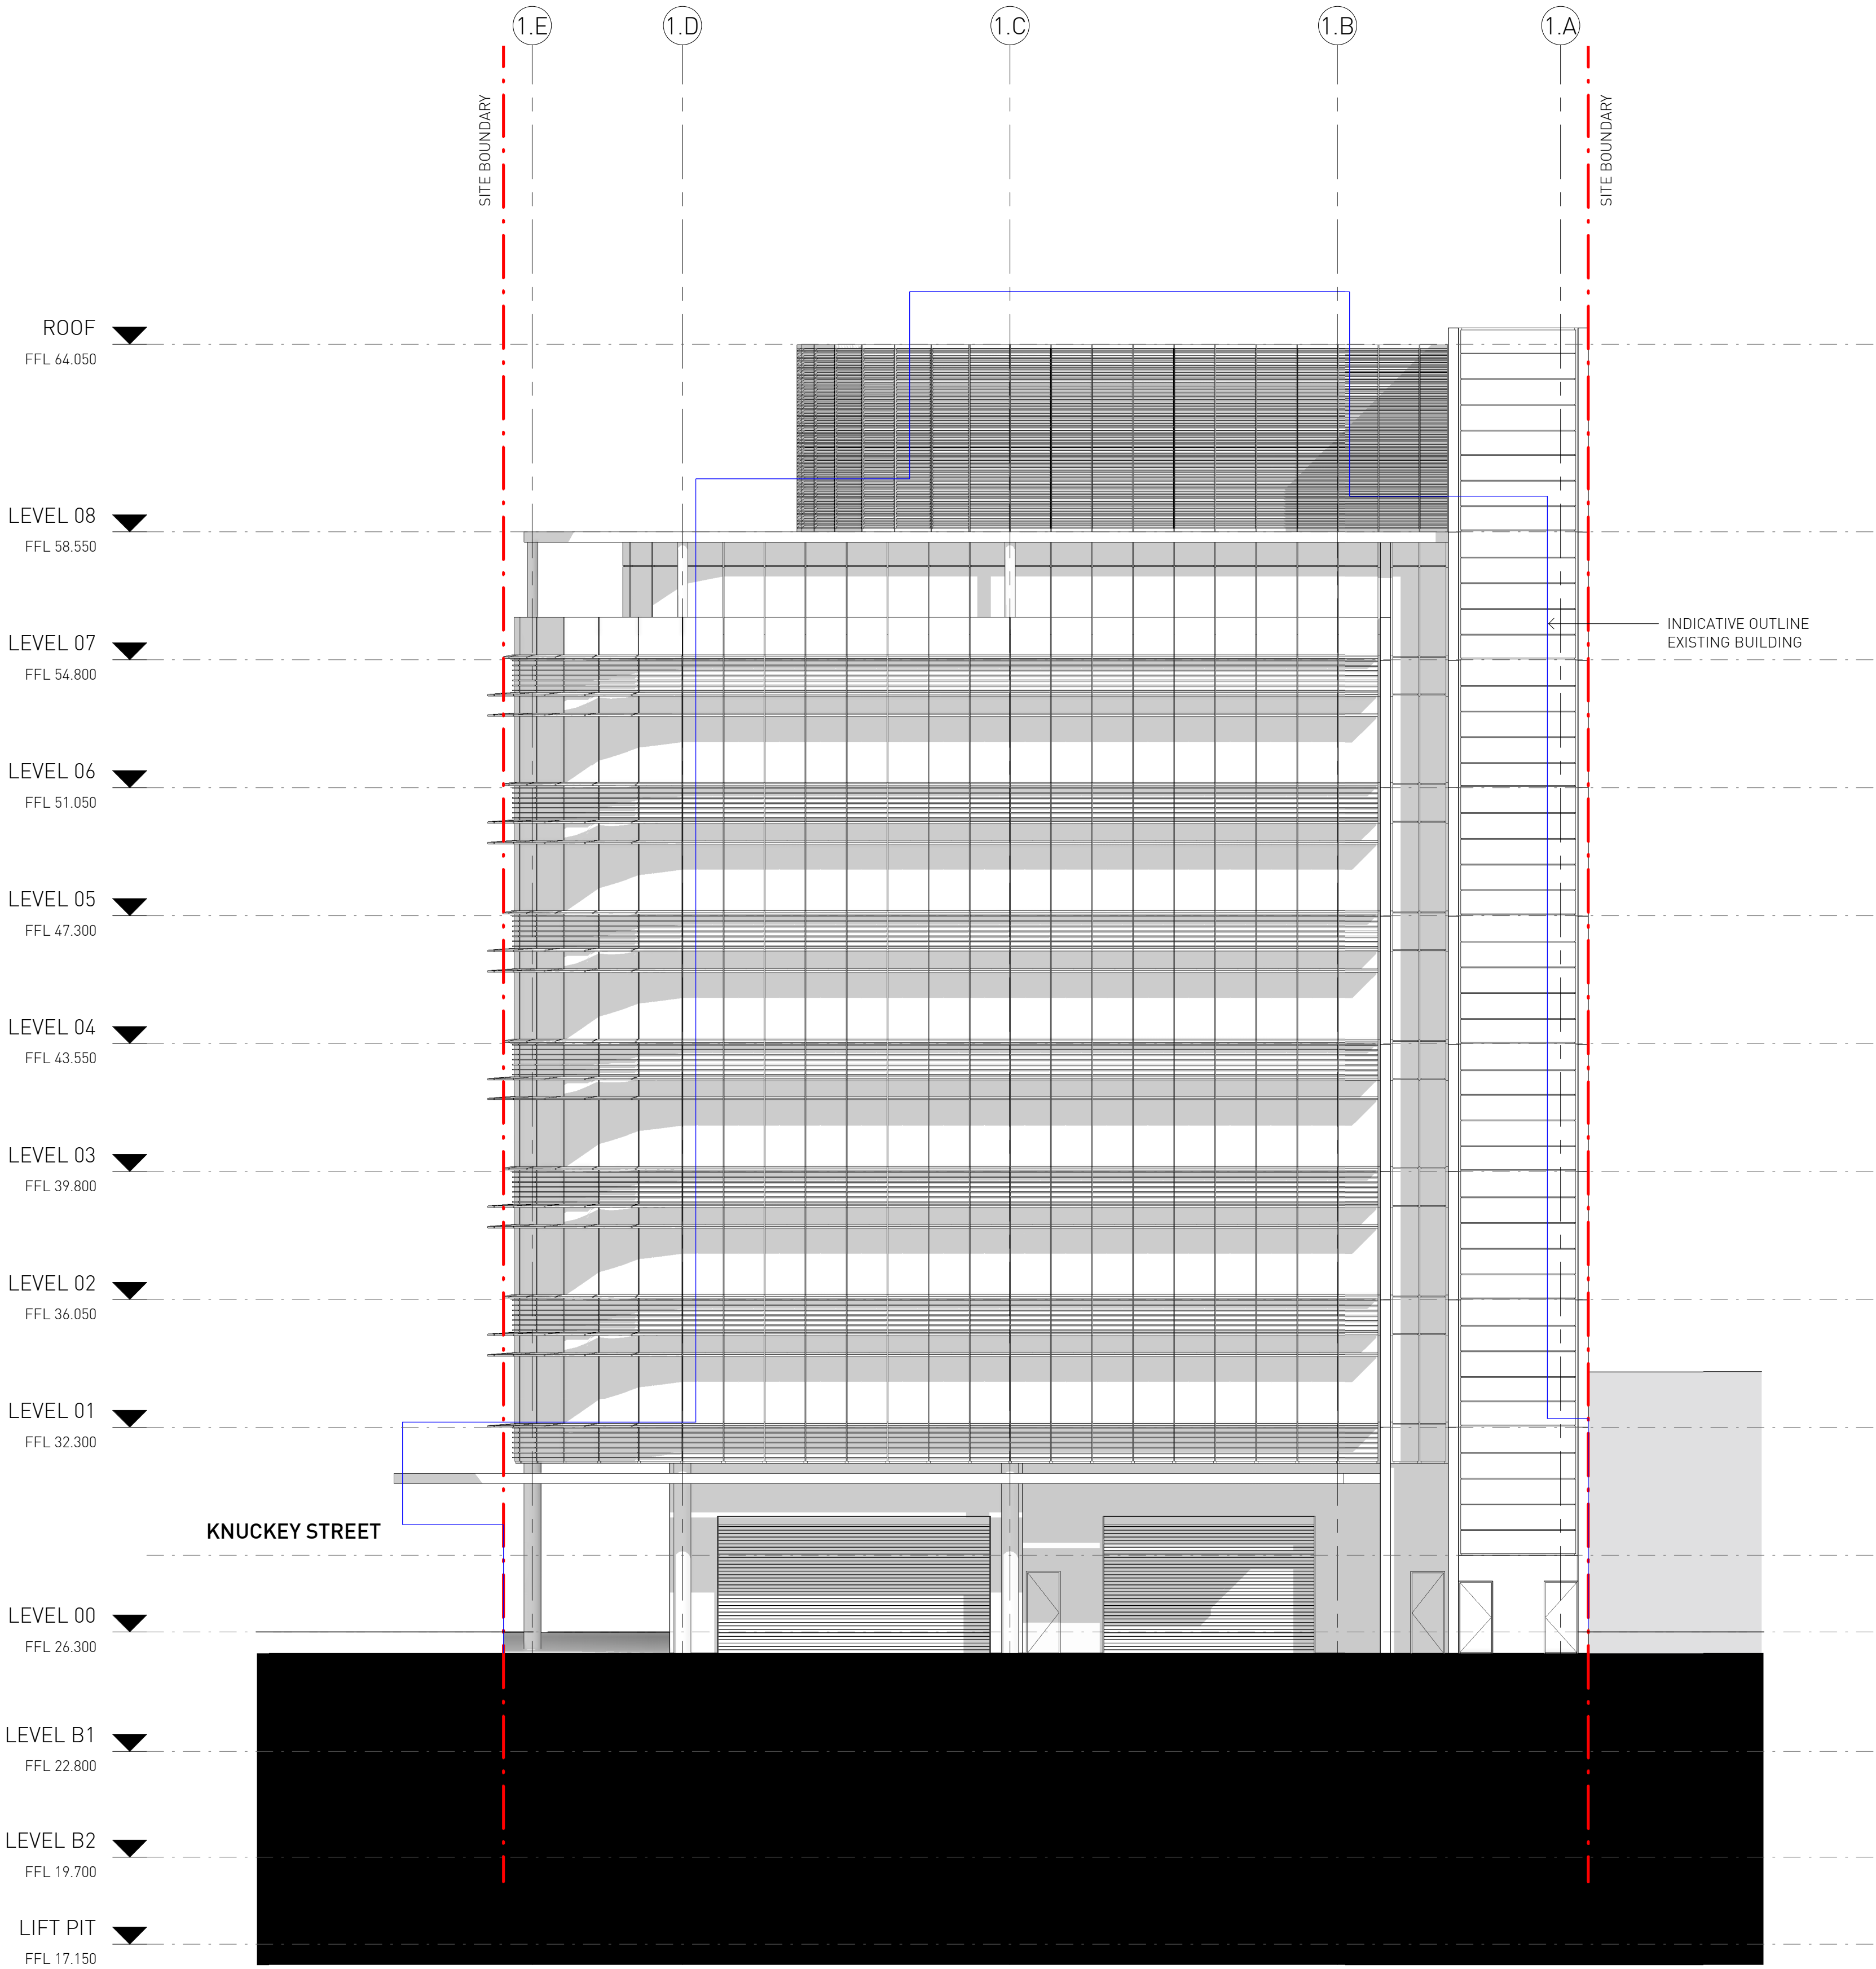 1.E
1.D
1.C
1.B
1.A
SITE BOUNDARY
SITE BOUNDARY
ROOF
FFL 64.050
LEVEL 08
FFL 58.550
LEVEL 07
FFL 54.800
INDICATIVE OUTLINE
EXISTING BUILDING
LEVEL 06
FFL 51.050
LEVEL 05
FFL 47.300
LEVEL 04
FFL 43.550
LEVEL 03
FFL 39.800
LEVEL 02
FFL 36.050
LEVEL 01
FFL 32.300
KNUCKEY STREET
LEVEL 00
FFL 26.300
LEVEL B1
FFL 22.800
LEVEL B2
FFL 19.700
LIFT PIT
FFL 17.150